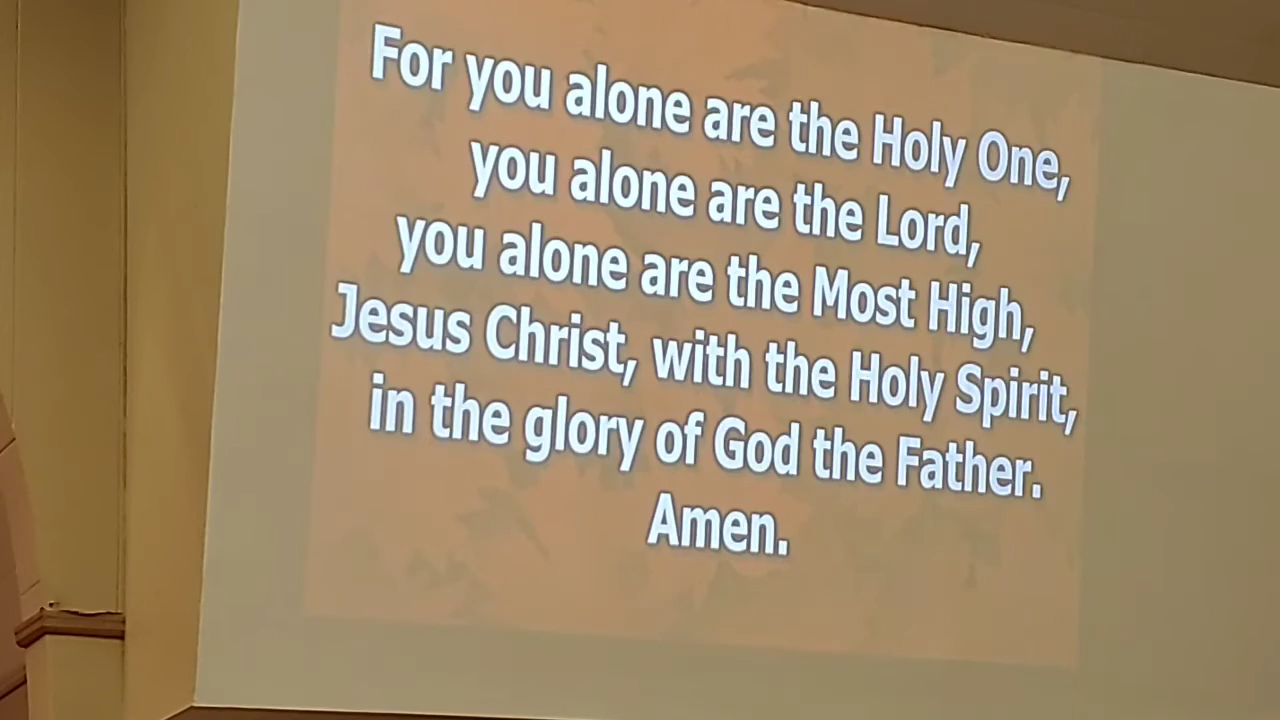 For you alone are the Holy One,
you alone are the Lord,
you alone are the Most High,
Jesus Christ, with the Holy Spirit,
in the glory of God the Father.
Amen.